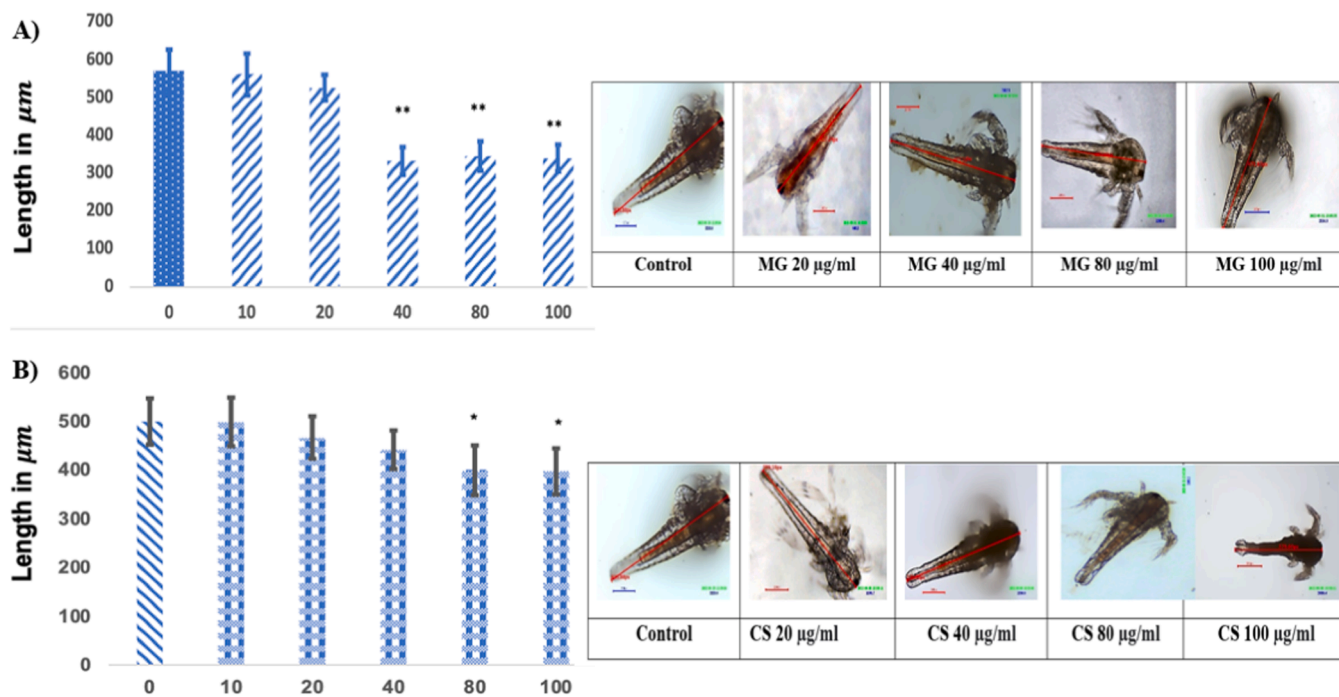 A)
Length in μm
700
600
500
400
300
200
100
0
** ** **
0 10 20 40 80 100
Control MG 20 μg/ml MG 40 μg/ml MG 80 μg/ml MG 100 μg/ml
B)
Length in μm
600
500
400
300
200
100
0
* *
0 10 20 40 80 100
Control CS 20 μg/ml CS 40 μg/ml CS 80 μg/ml CS 100 μg/ml